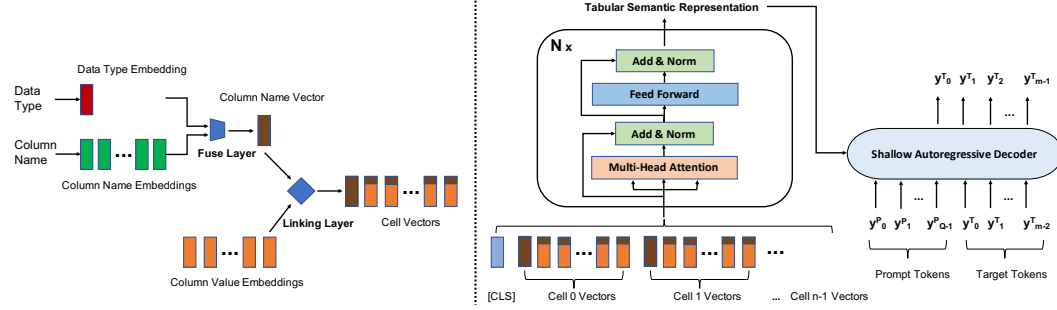 Data Type Embedding
Data
Type
Column Name Vector
Column
Name
Fuse Layer
Column Name Embeddings
Linking Layer
Cell Vectors
Column Value Embeddings
Tabular Semantic Representation
N x
Add & Norm
Feed Forward
Add & Norm
Multi-Head Attention
[CLS]
Cell 0 Vectors
Cell 1 Vectors
... Cell n-1 Vectors
y^T_0 y^T_1 y^T_2 ... y^T_m-1
Shallow Autoregressive Decoder
y^P_0 y^P_1 ... y^P_Q-1 y^T_0 y^T_1 ... y^T_m-2
Prompt Tokens
Target Tokens